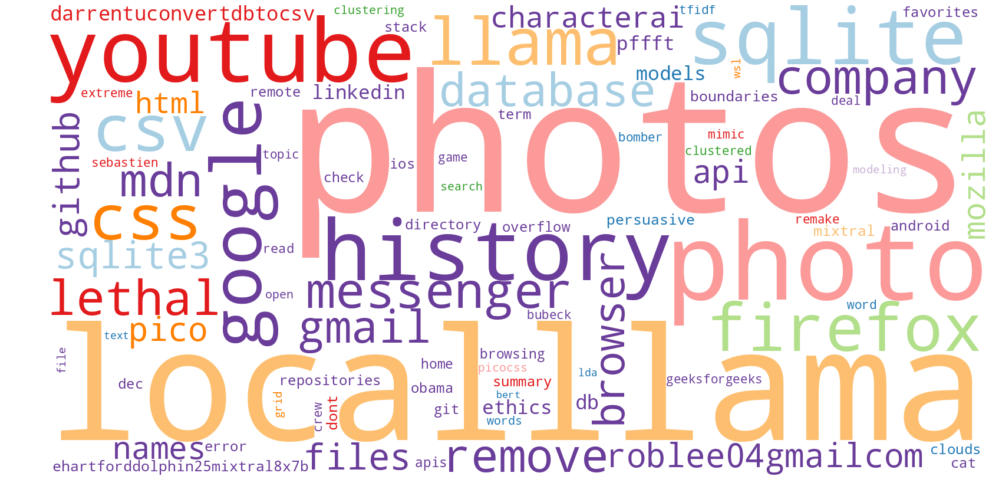 darrentuconvertdbtocsv clustering characterai tfidf favorites
youtube stack llama pffft sqlite
extreme html remote linkedin database models wsl company
github csv google term boundaries deal mozilla
sebastien mdn topic photos ios game bomber mimic clustered api modeling
css check search
sqlite3 read history directory overflow persuasive photo remake mixtral android
lethal open messenger browser word
pico gmail bubeck firefox
text
file locallama
dec repositories home browsing picocss lda geeksforgeeks
grid crew dont obama summary bert
git ethics db
words
names error files apis remove roblee04gmailcom clouds
ehartforddolphin25mixtral8x7b cat